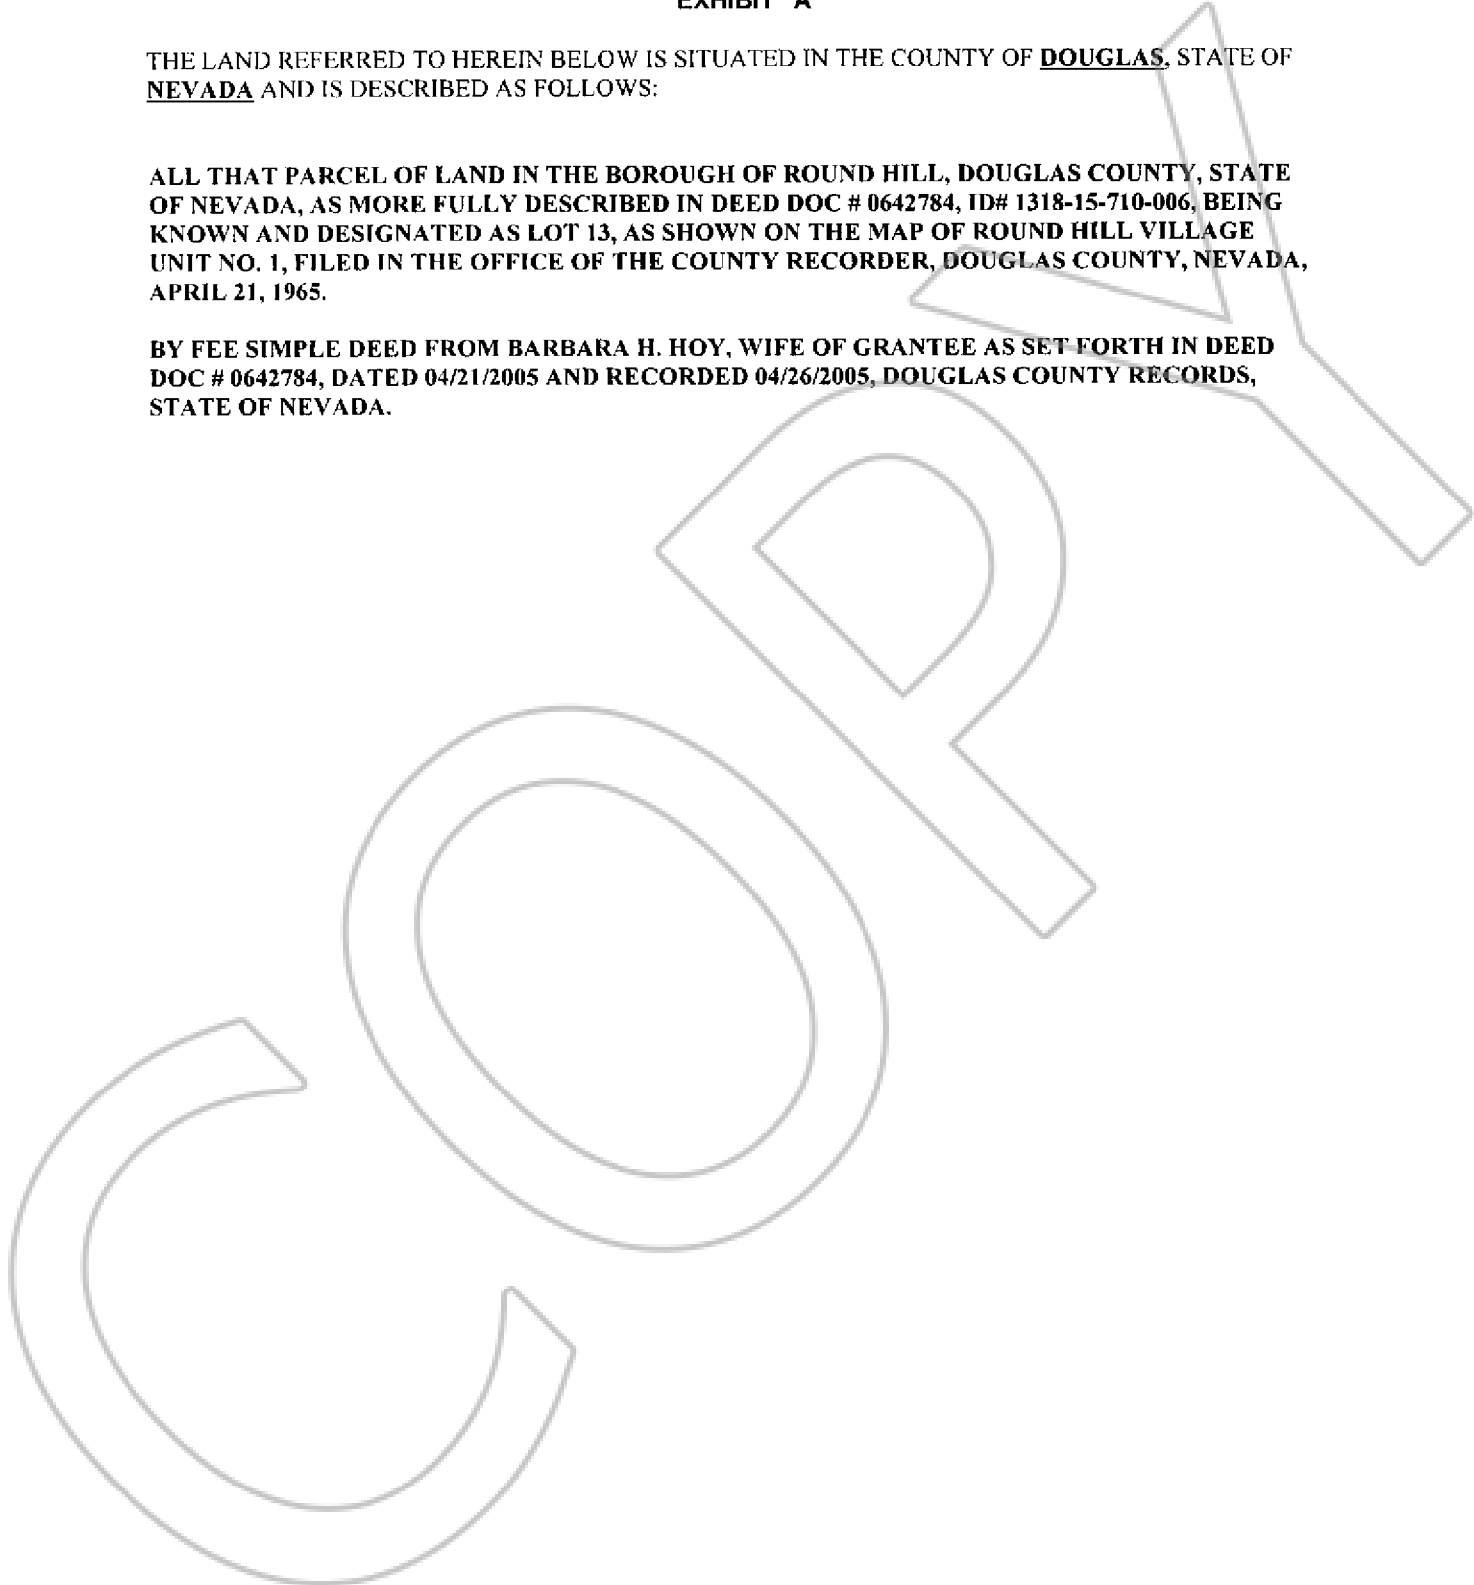 EXHIBIT "A"
THE LAND REFERRED TO HEREIN BELOW IS SITUATED IN THE COUNTY OF DOUGLAS, STATE OF
NEVADA AND IS DESCRIBED AS FOLLOWS:
ALL THAT PARCEL OF LAND IN THE BOROUGH OF ROUND HILL, DOUGLAS COUNTY, STATE
OF NEVADA, AS MORE FULLY DESCRIBED IN DEED DOC # 0642784, ID# 1318-15-710-006, BEING
KNOWN AND DESIGNATED AS LOT 13, AS SHOWN ON THE MAP OF ROUND HILL VILLAGE
UNIT NO. 1, FILED IN THE OFFICE OF THE COUNTY RECORDER, DOUGLAS COUNTY, NEVADA,
APRIL 21, 1965.
BY FEE SIMPLE DEED FROM BARBARA H. HOY, WIFE OF GRANTEE AS SET FORTH IN DEED
DOC # 0642784, DATED 04/21/2005 AND RECORDED 04/26/2005, DOUGLAS COUNTY RECORDS,
STATE OF NEVADA.
COPY